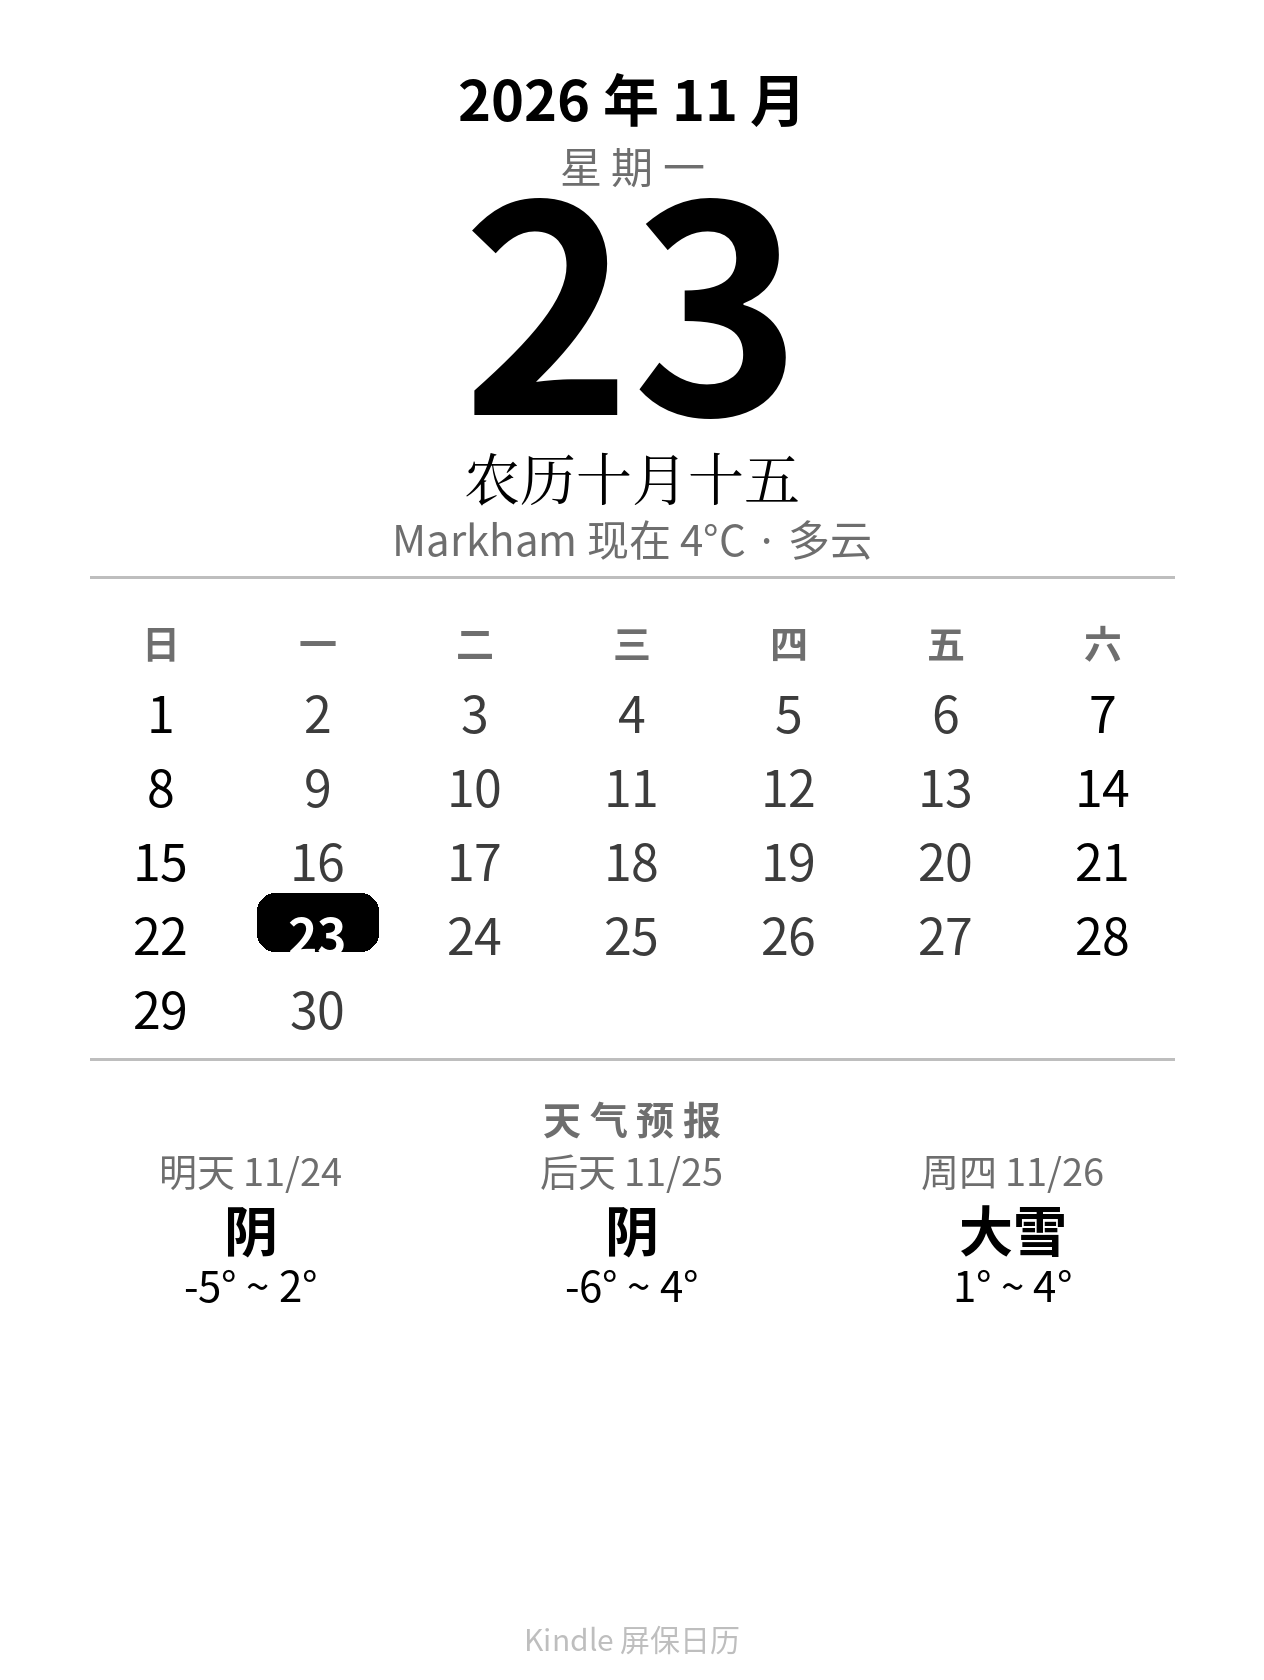 2026 年 11 月
星期一
23
农历十月十五
Markham 现在 4°C · 多云
日 一 二 三 四 五 六
1 2 3 4 5 6 7
8 9 10 11 12 13 14
15 16 17 18 19 20 21
22 23 24 25 26 27 28
29 30
天气预报
明天 11/24 后天 11/25 周四 11/26
阴 阴 大雪
-5° ~ 2° -6° ~ 4° 1° ~ 4°
Kindle 屏保日历